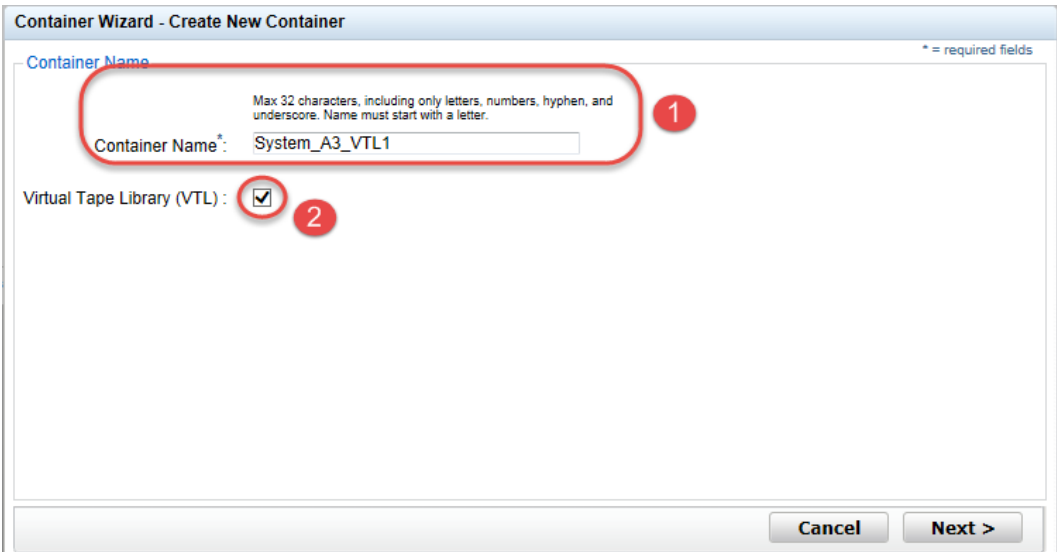 Container Wizard - Create New Container
* = required fields
Container Name
Max 32 characters, including only letters, numbers, hyphen, and
underscore. Name must start with a letter.
1
Container Name*: System_A3_VTL1
Virtual Tape Library (VTL) :
2
Cancel Next >